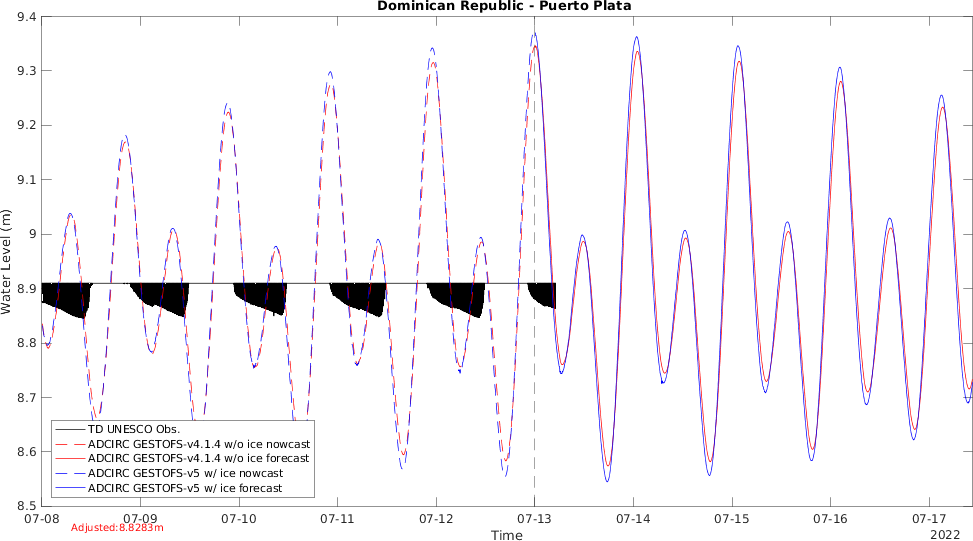 Dominican Republic - Puerto Plata
9.4
9.3
9.2
9.1
9
8.9
8.8
8.7
8.6
8.5
Water Level (m)
TD UNESCO Obs.
ADCIRC GESTOFS-v4.1.4 w/o ice nowcast
ADCIRC GESTOFS-v4.1.4 w/o ice forecast
ADCIRC GESTOFS-v5 w/ ice nowcast
ADCIRC GESTOFS-v5 w/ ice forecast
07-08 07-09 07-10 07-11 07-12 07-13 07-14 07-15 07-16 07-17
Adjusted:8.8283m
Time
2022